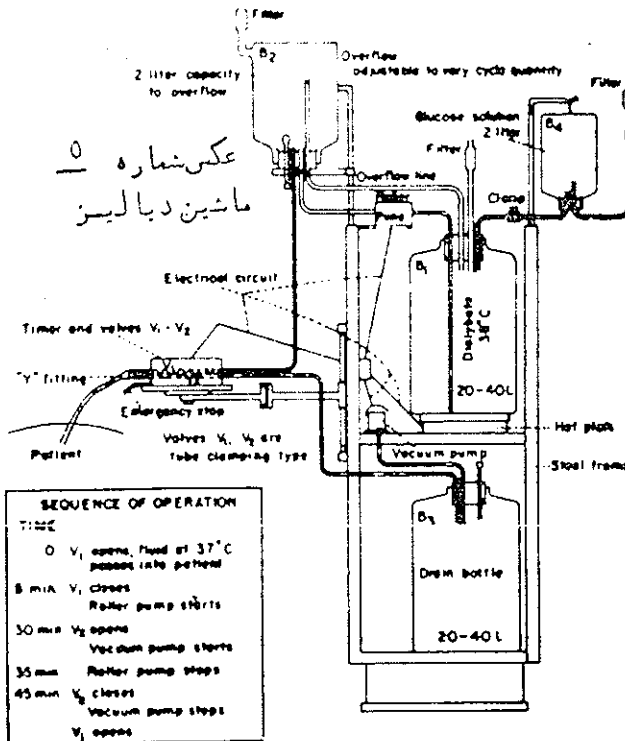 Filter
B2
2 liter capacity
to overflow
Overflow
adjustable to vary cycle quantity
عکس شماره ۵
ماشین دیالیز
Filter
Glucose solution
2 liter
B4
Filter
Overflow line
Clamp
Roller
Pump
B1
Dialysate
38°C
20-40L
Electrical circuit
Timer and valves V1 - V2
"Y" fitting
Emergency stop
Valves V1, V2 are
tube clamping type
Patient
Hot plate
Vacuum pump
Steel frame
B3
Drain bottle
20-40L
SEQUENCE OF OPERATION
TIME
0 V1 opens, fluid at 37°C
passes into patient
5 min V1 closes
Roller pump starts
30 min V2 opens
Vacuum pump starts
35 min Roller pump stops
45 min V2 closes
Vacuum pump stops
V1 opens